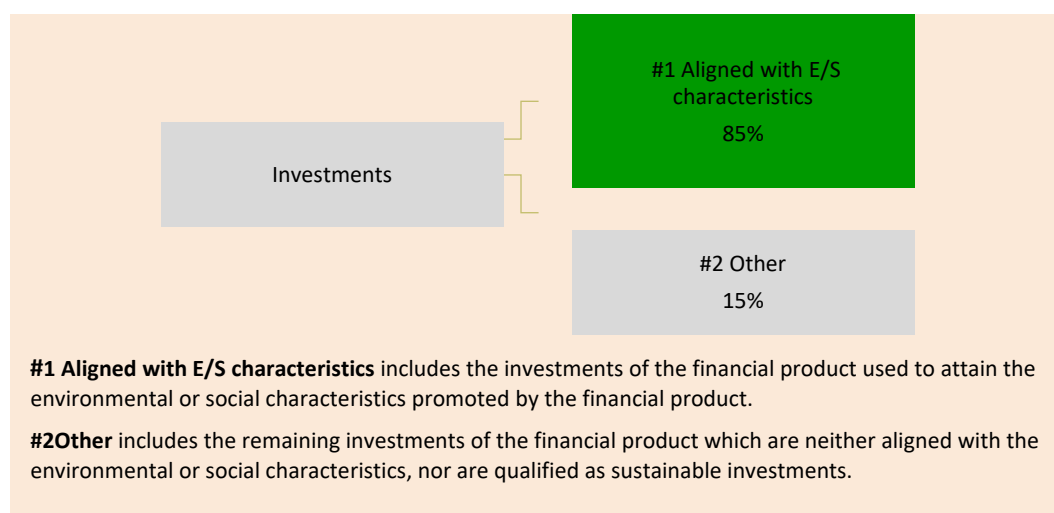 #1 Aligned with E/S
characteristics
85%
Investments
#2 Other
15%
#1 Aligned with E/S characteristics includes the investments of the financial product used to attain the
environmental or social characteristics promoted by the financial product.
#2Other includes the remaining investments of the financial product which are neither aligned with the
environmental or social characteristics, nor are qualified as sustainable investments.